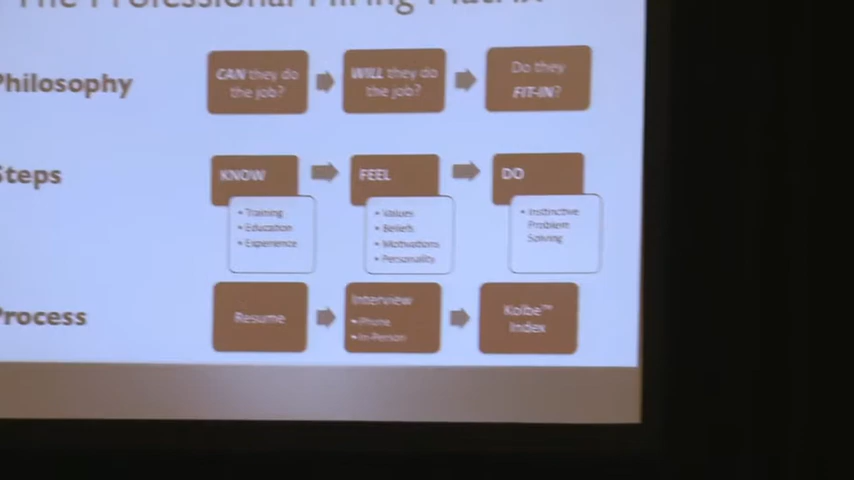 The Professional Hiring Matrix
Philosophy
CAN they do
the job?
WILL they do
the job?
Do they
FIT-IN?
Steps
KNOW
• Training
• Education
• Experience
FEEL
• Values
• Beliefs
• Motivations
• Personality
DO
• Instinctive
Problem
Solving
Process
Resume
Interview
• Phone
• In-Person
Kolbe™
Index